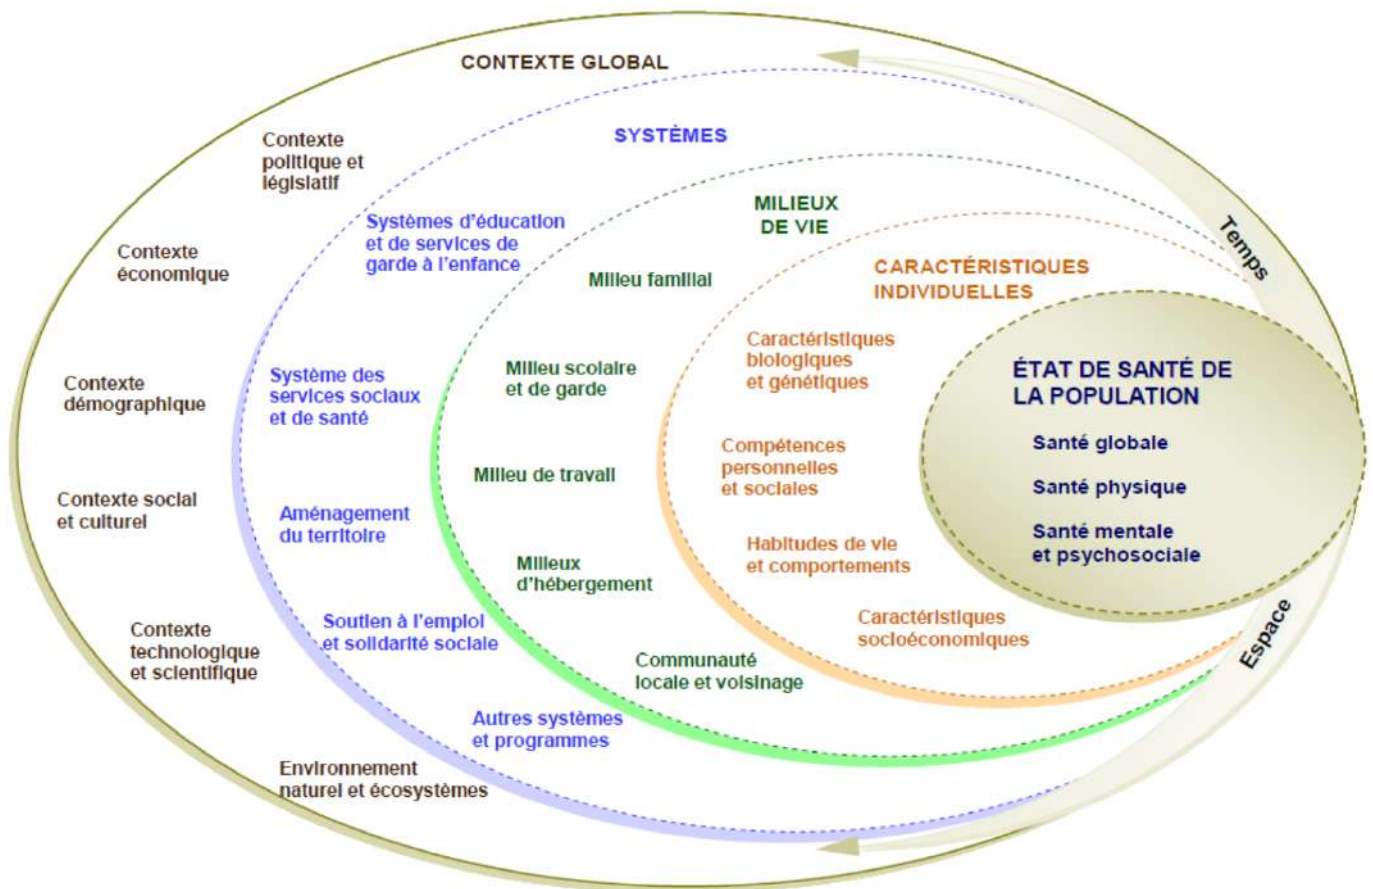 CONTEXTE GLOBAL
Contexte
politique et
législatif
Contexte
économique
Contexte
démographique
Contexte social
et culturel
Contexte
technologique
et scientifique
Environnement
naturel et écosystèmes
SYSTÈMES
Systèmes d'éducation
et de services de
garde à l'enfance
Système des
services sociaux
et de santé
Aménagement
du territoire
Soutien à l'emploi
et solidarité sociale
Autres systèmes
et programmes
MILIEUX
DE VIE
Milieu familial
Milieu scolaire
et de garde
Milieu de travail
Milieux
d'hébergement
Communauté
locale et voisinage
CARACTÉRISTIQUES
INDIVIDUELLES
Caractéristiques
biologiques
et génétiques
Compétences
personnelles
et sociales
Habitudes de vie
et comportements
Caractéristiques
socioéconomiques
ÉTAT DE SANTÉ DE
LA POPULATION
Santé globale
Santé physique
Santé mentale
et psychosociale
Temps
Espace